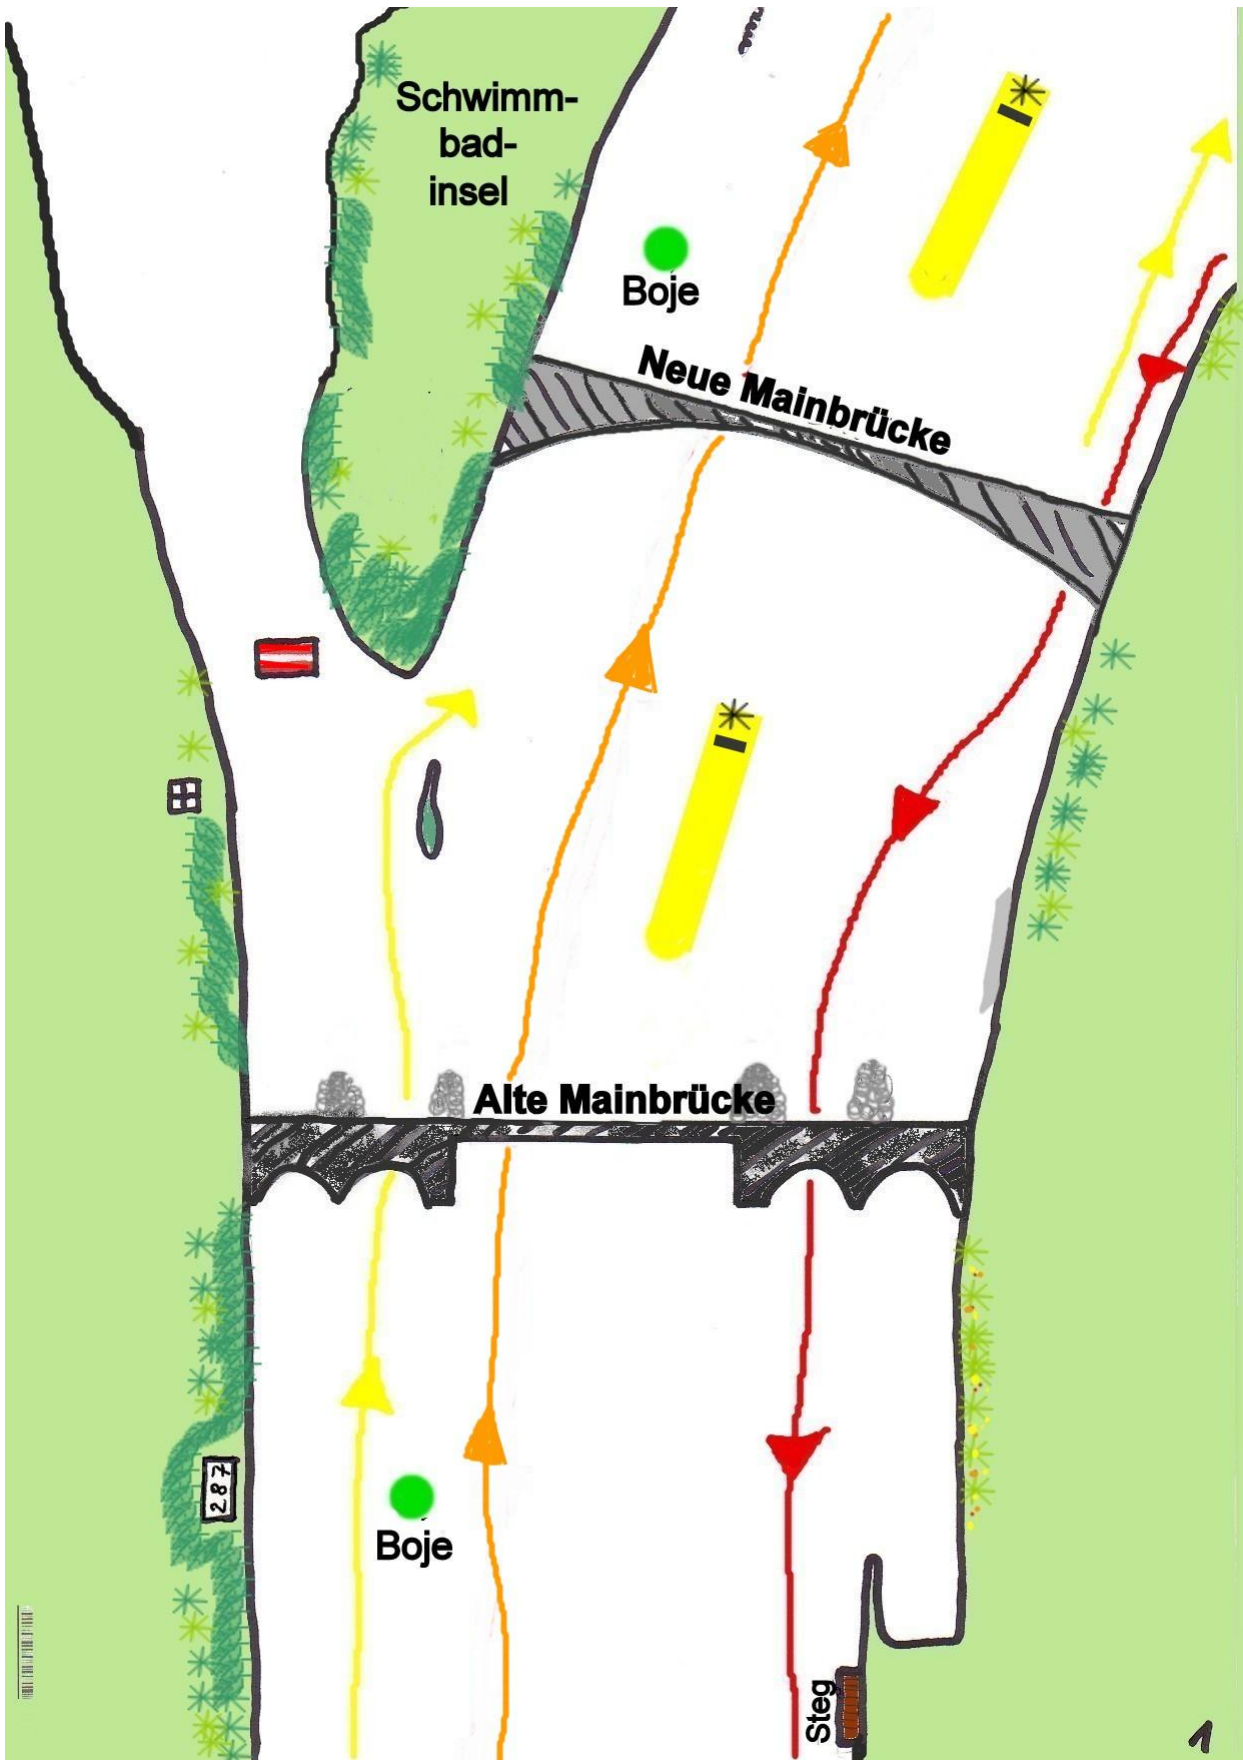 Schwimm-
bad-
insel
Boje
Neue Mainbrücke
Alte Mainbrücke
287
Boje
Steg
1